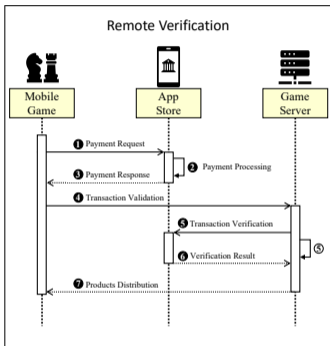 Remote Verification
Mobile Game
App Store
Game Server
❶ Payment Request
❷ Payment Processing
❸ Payment Response
❹ Transaction Validation
❺ Transaction Verification
⑤
❻ Verification Result
❼ Products Distribution